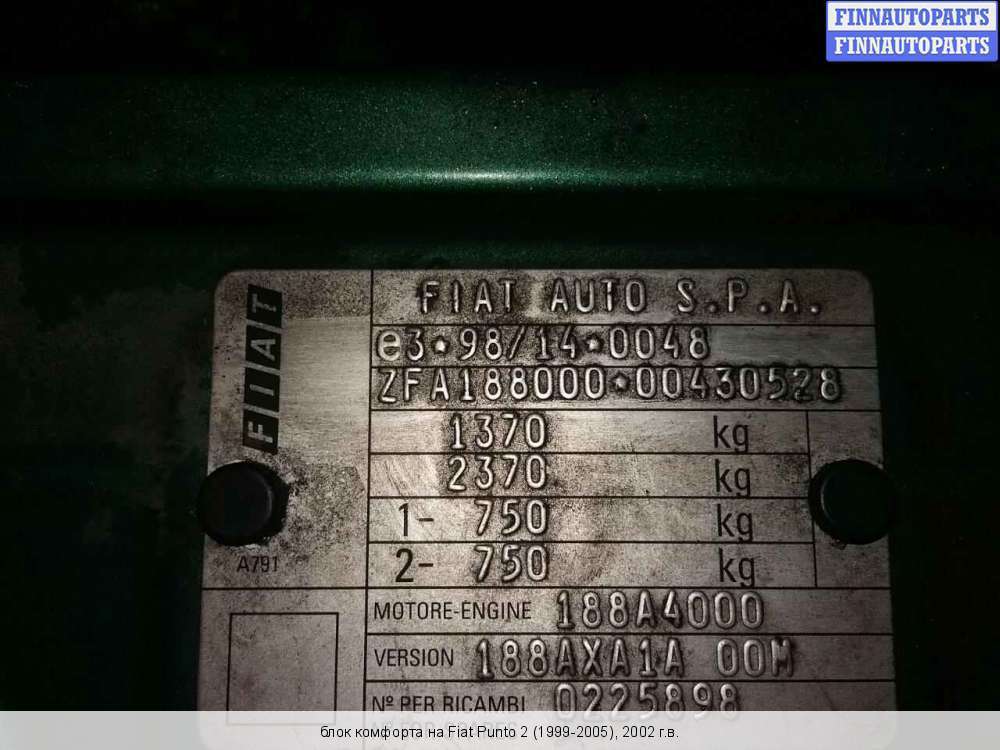 FINNAUTOPARTS
FINNAUTOPARTS
FIAT
FIAT AUTO S.P.A.
e3*98/14*0048
ZFA188000*00430528
1370 kg
2370 kg
1- 750 kg
2- 750 kg
A791
MOTORE-ENGINE 188A4000
VERSION 188AXA1A 00M
Nº PER RICAMBI 0225898
блок комфорта на Fiat Punto 2 (1999-2005), 2002 г.в.